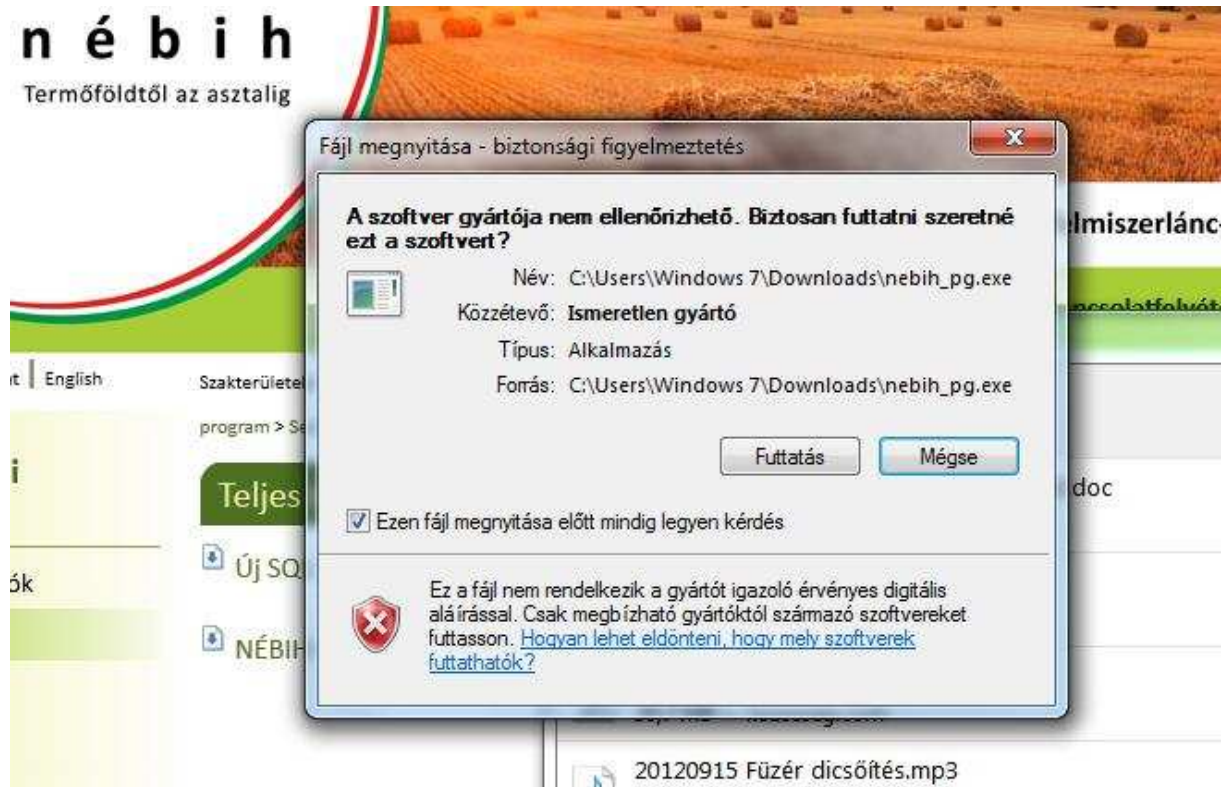 nébih
Termőföldtől az asztalig
Fájl megnyitása - biztonsági figyelmeztetés
A szoftver gyártója nem ellenőrizhető. Biztosan futtatni szeretné
ezt a szoftvert?
Név: C:\Users\Windows 7\Downloads\nebih_pg.exe
Közzétevő: Ismeretlen gyártó
Típus: Alkalmazás
Forrás: C:\Users\Windows 7\Downloads\nebih_pg.exe
Futtatás Mégse
Ezen fájl megnyitása előtt mindig legyen kérdés
Ez a fájl nem rendelkezik a gyártót igazoló érvényes digitális
aláírással. Csak megbízható gyártóktól származó szoftvereket
futtasson. Hogyan lehet eldönteni, hogy mely szoftverek
futtathatók?
elmiszerlánc-
t English
Szakterülete
program > Se
i
Teljes
doc
Új SQ
ók
NÉBIH
20120915 Füzér dicsőítés.mp3